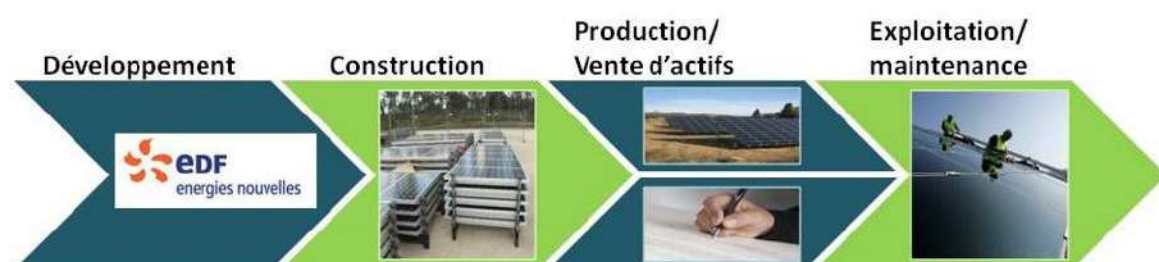 Développement
Construction
Production/
Vente d'actifs
Exploitation/
maintenance
eDF
energies nouvelles